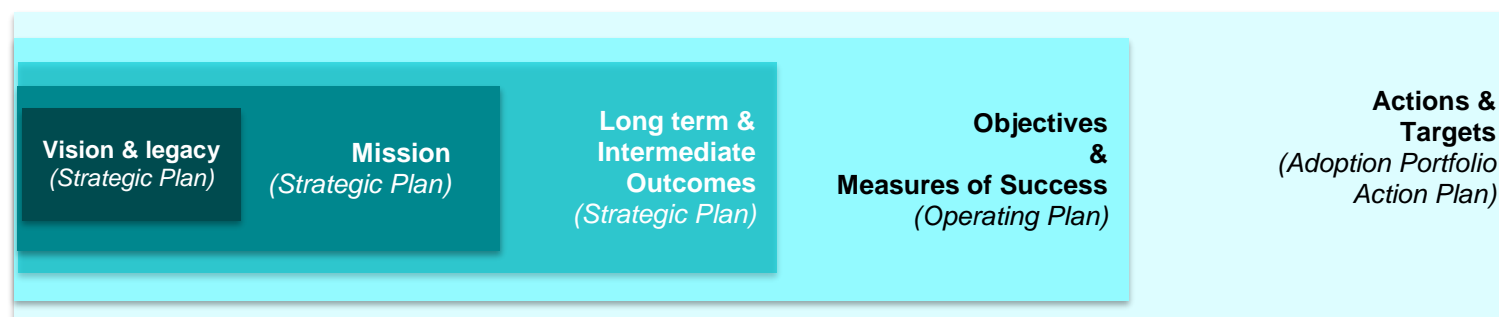 Vision & legacy
(Strategic Plan)
Mission
(Strategic Plan)
Long term &
Intermediate
Outcomes
(Strategic Plan)
Objectives
&
Measures of Success
(Operating Plan)
Actions &
Targets
(Adoption Portfolio
Action Plan)